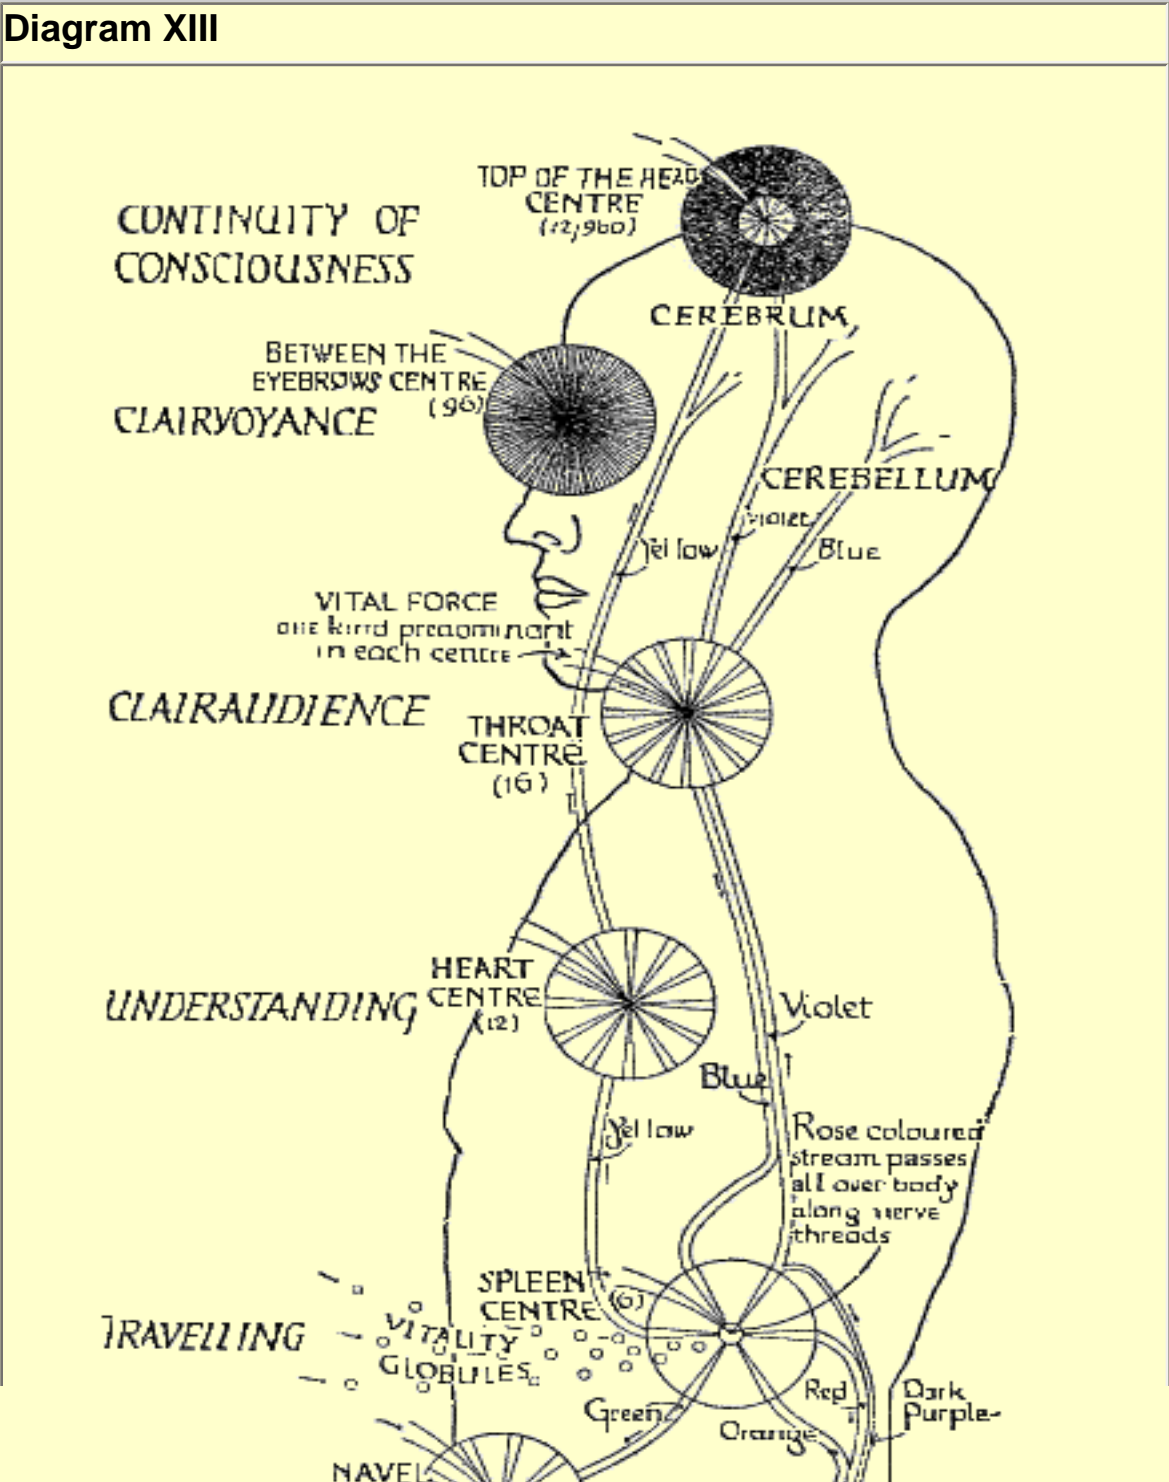 Diagram XIII
TOP OF THE HEAD
CENTRE
(12,960)
CONTINUITY OF
CONSCIOUSNESS
CEREBRUM
BETWEEN THE
EYEBROWS CENTRE
(96)
CLAIRVOYANCE
CEREBELLUM
Violet
Yellow
Blue
VITAL FORCE
one kind predominant
in each centre
CLAIRAUDIENCE
THROAT
CENTRE
(16)
HEART
CENTRE
(12)
UNDERSTANDING
Violet
Blue
Yellow
Rose coloured
stream passes
all over body
along nerve
threads
SPLEEN
CENTRE (6)
TRAVELLING
VITALITY
GLOBULES
Red
Dark
Purple
Green
Orange
NAVEL